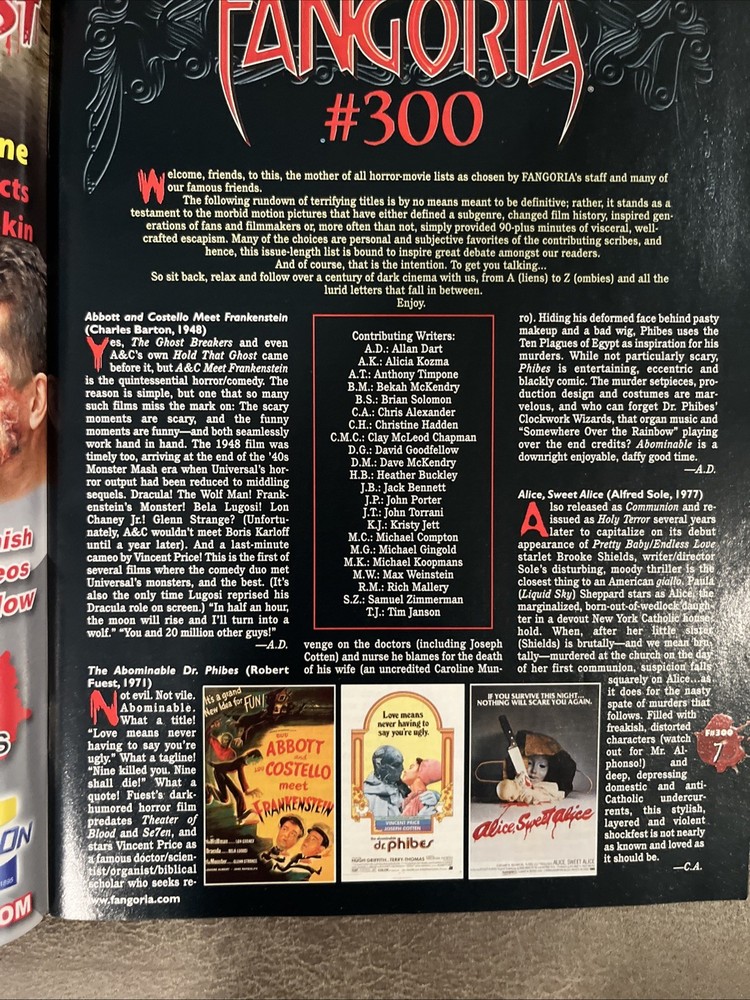 FANGORIA
#300
Welcome, friends, to this, the mother of all horror-movie lists as chosen by FANGORIA's staff and many of
our famous friends.
The following rundown of terrifying titles is by no means meant to be definitive; rather, it stands as a
testament to the morbid motion pictures that have either defined a subgenre, changed film history, inspired gen-
erations of fans and filmmakers or, more often than not, simply provided 90-plus minutes of visceral, well-
crafted escapism. Many of the choices are personal and subjective favorites of the contributing scribes, and
hence, this issue-length list is bound to inspire great debate amongst our readers.
And of course, that is the intention. To get you talking...
So sit back, relax and follow over a century of dark cinema with us, from A (liens) to Z (ombies) and all the
lurid letters that fall in between.
Enjoy.
Abbott and Costello Meet Frankenstein
(Charles Barton, 1948)
Yes, The Ghost Breakers and even
A&C's own Hold That Ghost came
before it, but A&C Meet Frankenstein
is the quintessential horror/comedy. The
reason is simple, but one that so many
such films miss the mark on: The scary
moments are scary, and the funny
moments are funny—and both seamlessly
work hand in hand. The 1948 film was
timely too, arriving at the end of the '40s
Monster Mash era when Universal's hor-
ror output had been reduced to middling
sequels. Dracula! The Wolf Man! Frank-
enstein's Monster! Bela Lugosi! Lon
Chaney Jr.! Glenn Strange? (Unfortu-
nately, A&C wouldn't meet Boris Karloff
until a year later). And a last-minute
cameo by Vincent Price! This is the first of
several films where the comedy duo met
Universal's monsters, and the best. (It's
also the only time Lugosi reprised his
Dracula role on screen.) "In half an hour,
the moon will rise and I'll turn into a
wolf." "You and 20 million other guys!"
—A.D.
The Abominable Dr. Phibes (Robert
Fuest, 1971)
Not evil. Not vile.
Abominable.
What a title!
"Love means never
having to say you're
ugly." What a tagline!
"Nine killed you. Nine
shall die!" What a
quote! Fuest's dark-
humored horror film
predates Theater of
Blood and Se7en, and
stars Vincent Price as
a famous doctor/scien-
tist/organist/biblical
scholar who seeks re-
www.fangoria.com
Contributing Writers:
A.D.: Allan Dart
A.K.: Alicia Kozma
A.T.: Anthony Timpone
B.M.: Bekah McKendry
B.S.: Brian Solomon
C.A.: Chris Alexander
C.H.: Christine Hadden
C.M.C.: Clay McLeod Chapman
D.G.: David Goodfellow
D.M.: Dave McKendry
H.B.: Heather Buckley
J.B.: Jack Bennett
J.P.: John Porter
J.T.: John Torrani
K.J.: Kristy Jett
M.C.: Michael Compton
M.G.: Michael Gingold
M.K.: Michael Koopmans
M.W.: Max Weinstein
R.M.: Rich Mallery
S.Z.: Samuel Zimmerman
T.J.: Tim Janson
venge on the doctors (including Joseph
Cotten) and nurse he blames for the death
of his wife (an uncredited Caroline Mun-
ro). Hiding his deformed face behind pasty
makeup and a bad wig, Phibes uses the
Ten Plagues of Egypt as inspiration for his
murders. While not particularly scary,
Phibes is entertaining, eccentric and
blackly comic. The murder setpieces, pro-
duction design and costumes are mar-
velous, and who can forget Dr. Phibes'
Clockwork Wizards, that organ music and
"Somewhere Over the Rainbow" playing
over the end credits? Abominable is a
downright enjoyable, daffy good time.
—A.D.
Alice, Sweet Alice (Alfred Sole, 1977)
Also released as Communion and re-
issued as Holy Terror several years
later to capitalize on its debut
appearance of Pretty Baby/Endless Love
starlet Brooke Shields, writer/director
Sole's disturbing, moody thriller is the
closest thing to an American giallo. Paula
(Liquid Sky) Sheppard stars as Alice, the
marginalized, born-out-of-wedlock daugh-
ter in a devout New York Catholic house-
hold. When, after her little sister
(Shields) is brutally—and we mean bru-
tally—murdered at the church on the day
of her first communion, suspicion falls
squarely on Alice...as
it does for the nasty
spate of murders that
follows. Filled with
freakish, distorted
characters (watch
out for Mr. Al-
phonso!) and
deep, depressing
domestic and anti-
Catholic undercur-
rents, this stylish,
layered and violent
shockfest is not nearly
as known and loved as
it should be.
—C.A.
It's a grand
New Idea for FUN!
BUD
ABBOTT
and
LOU COSTELLO
meet
FRANKENSTEIN
LON CHANEY
BELA LUGOSI
GLENN STRANGE
Love means
never having to
say you're ugly.
VINCENT PRICE
JOSEPH COTTEN
dr. phibes
HUGH GRIFFITH TERRY-THOMAS
IF YOU SURVIVE THIS NIGHT...
NOTHING WILL SCARE YOU AGAIN.
Alice, Sweet Alice
ALICE, SWEET ALICE
F#300
7
ne
cts
kin
ish
eos
low
S
ON
OM